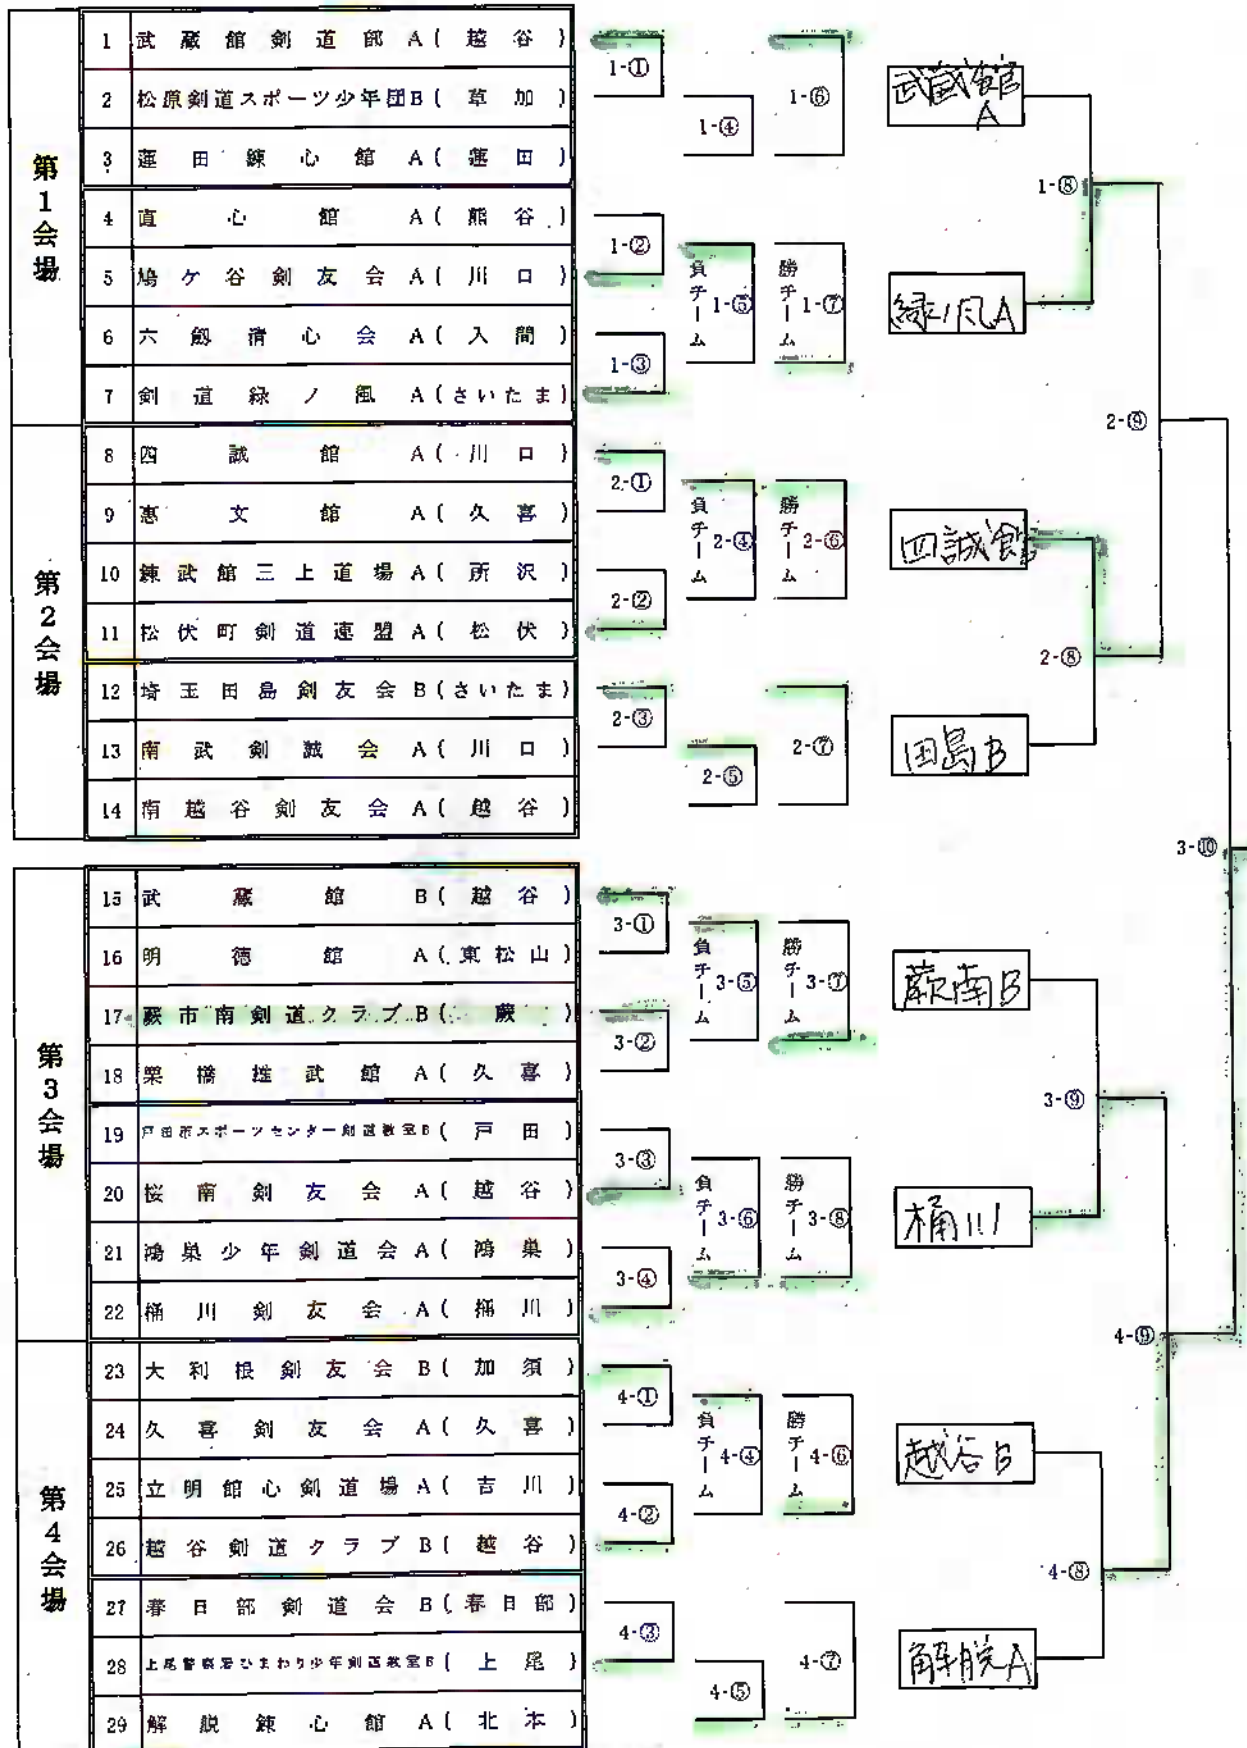 第1会場
1 武蔵館剣道部A(越谷)
2 松原剣道スポーツ少年団B(草加)
3 蓮田錬心館A(蓮田)
4 直心館A(熊谷)
5 鳩ケ谷剣友会A(川口)
6 六剱清心会A(入間)
7 剣道緑ノ風A(さいたま)
1-①
1-②
1-③
1-④
負チーム 1-⑤
1-⑥
勝チーム 1-⑦
武蔵館A
1-⑧
緑ノ風A
第2会場
8 四誠館A(川口)
9 恵文館A(久喜)
10 錬武館三上道場A(所沢)
11 松伏町剣道連盟A(松伏)
12 埼玉田島剣友会B(さいたま)
13 南武剣誠会A(川口)
14 南越谷剣友会A(越谷)
2-①
2-②
2-③
負チーム 2-④
2-⑤
勝チーム 2-⑥
2-⑦
四誠館
2-⑧
田島B
2-⑨
3-⑩
第3会場
15 武蔵館B(越谷)
16 明徳館A(東松山)
17 蕨市南剣道クラブB(蕨)
18 栗橋雄武館A(久喜)
19 戸田市スポーツセンター剣道教室B(戸田)
20 桜南剣友会A(越谷)
21 鴻巣少年剣道会A(鴻巣)
22 桶川剣友会A(桶川)
3-①
3-②
3-③
3-④
負チーム 3-⑤
負チーム 3-⑥
勝チーム 3-⑦
勝チーム 3-⑧
蕨南B
3-⑨
桶川
第4会場
23 大利根剣友会B(加須)
24 久喜剣友会A(久喜)
25 立明館心剣道場A(吉川)
26 越谷剣道クラブB(越谷)
27 春日部剣道会B(春日部)
28 上尾警察署ひまわり少年剣道教室B(上尾)
29 解脱錬心館A(北本)
4-①
4-②
4-③
負チーム 4-④
4-⑤
勝チーム 4-⑥
4-⑦
越谷B
4-⑧
解脱A
4-⑨